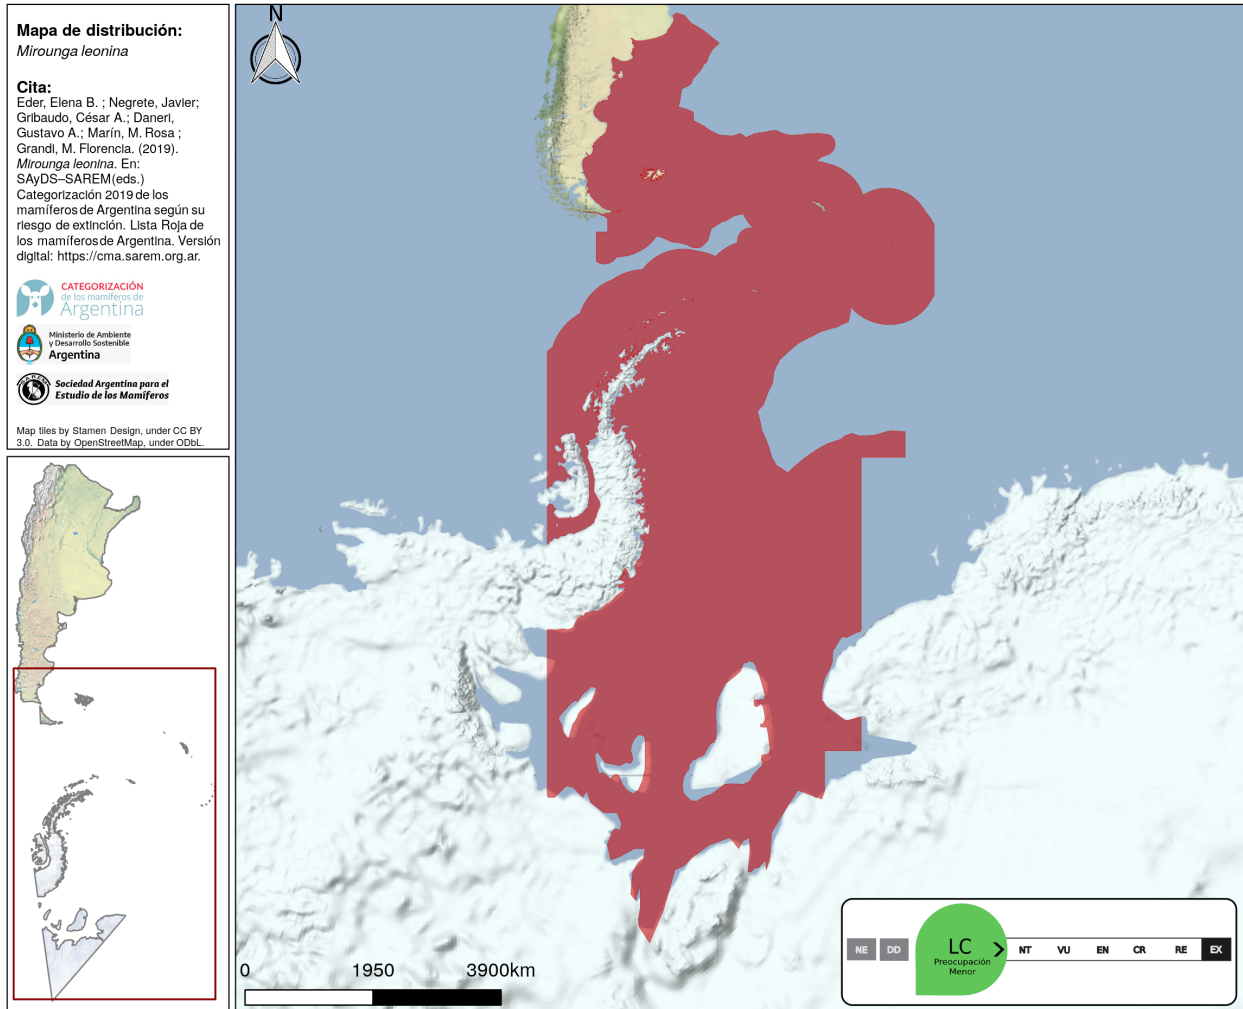 Mapa de distribución:
Mirounga leonina
Cita:
Eder, Elena B. ; Negrete, Javier;
Gribaudo, César A.; Daneri,
Gustavo A.; Marín, M. Rosa ;
Grandi, M. Florencia. (2019).
Mirounga leonina. En:
SAyDS–SAREM(eds.)
Categorización 2019 de los
mamíferos de Argentina según su
riesgo de extinción. Lista Roja de
los mamíferos de Argentina. Versión
digital: https://cma.sarem.org.ar.
CATEGORIZACIÓN
de los mamíferos de
Argentina
Ministerio de Ambiente
y Desarrollo Sostenible
Argentina
SAREM
Sociedad Argentina para el
Estudio de los Mamíferos
Map tiles by Stamen Design, under CC BY
3.0. Data by OpenStreetMap, under ODbL.
N
0 1950 3900km
NE DD LC NT VU EN CR RE EX
Preocupación
Menor